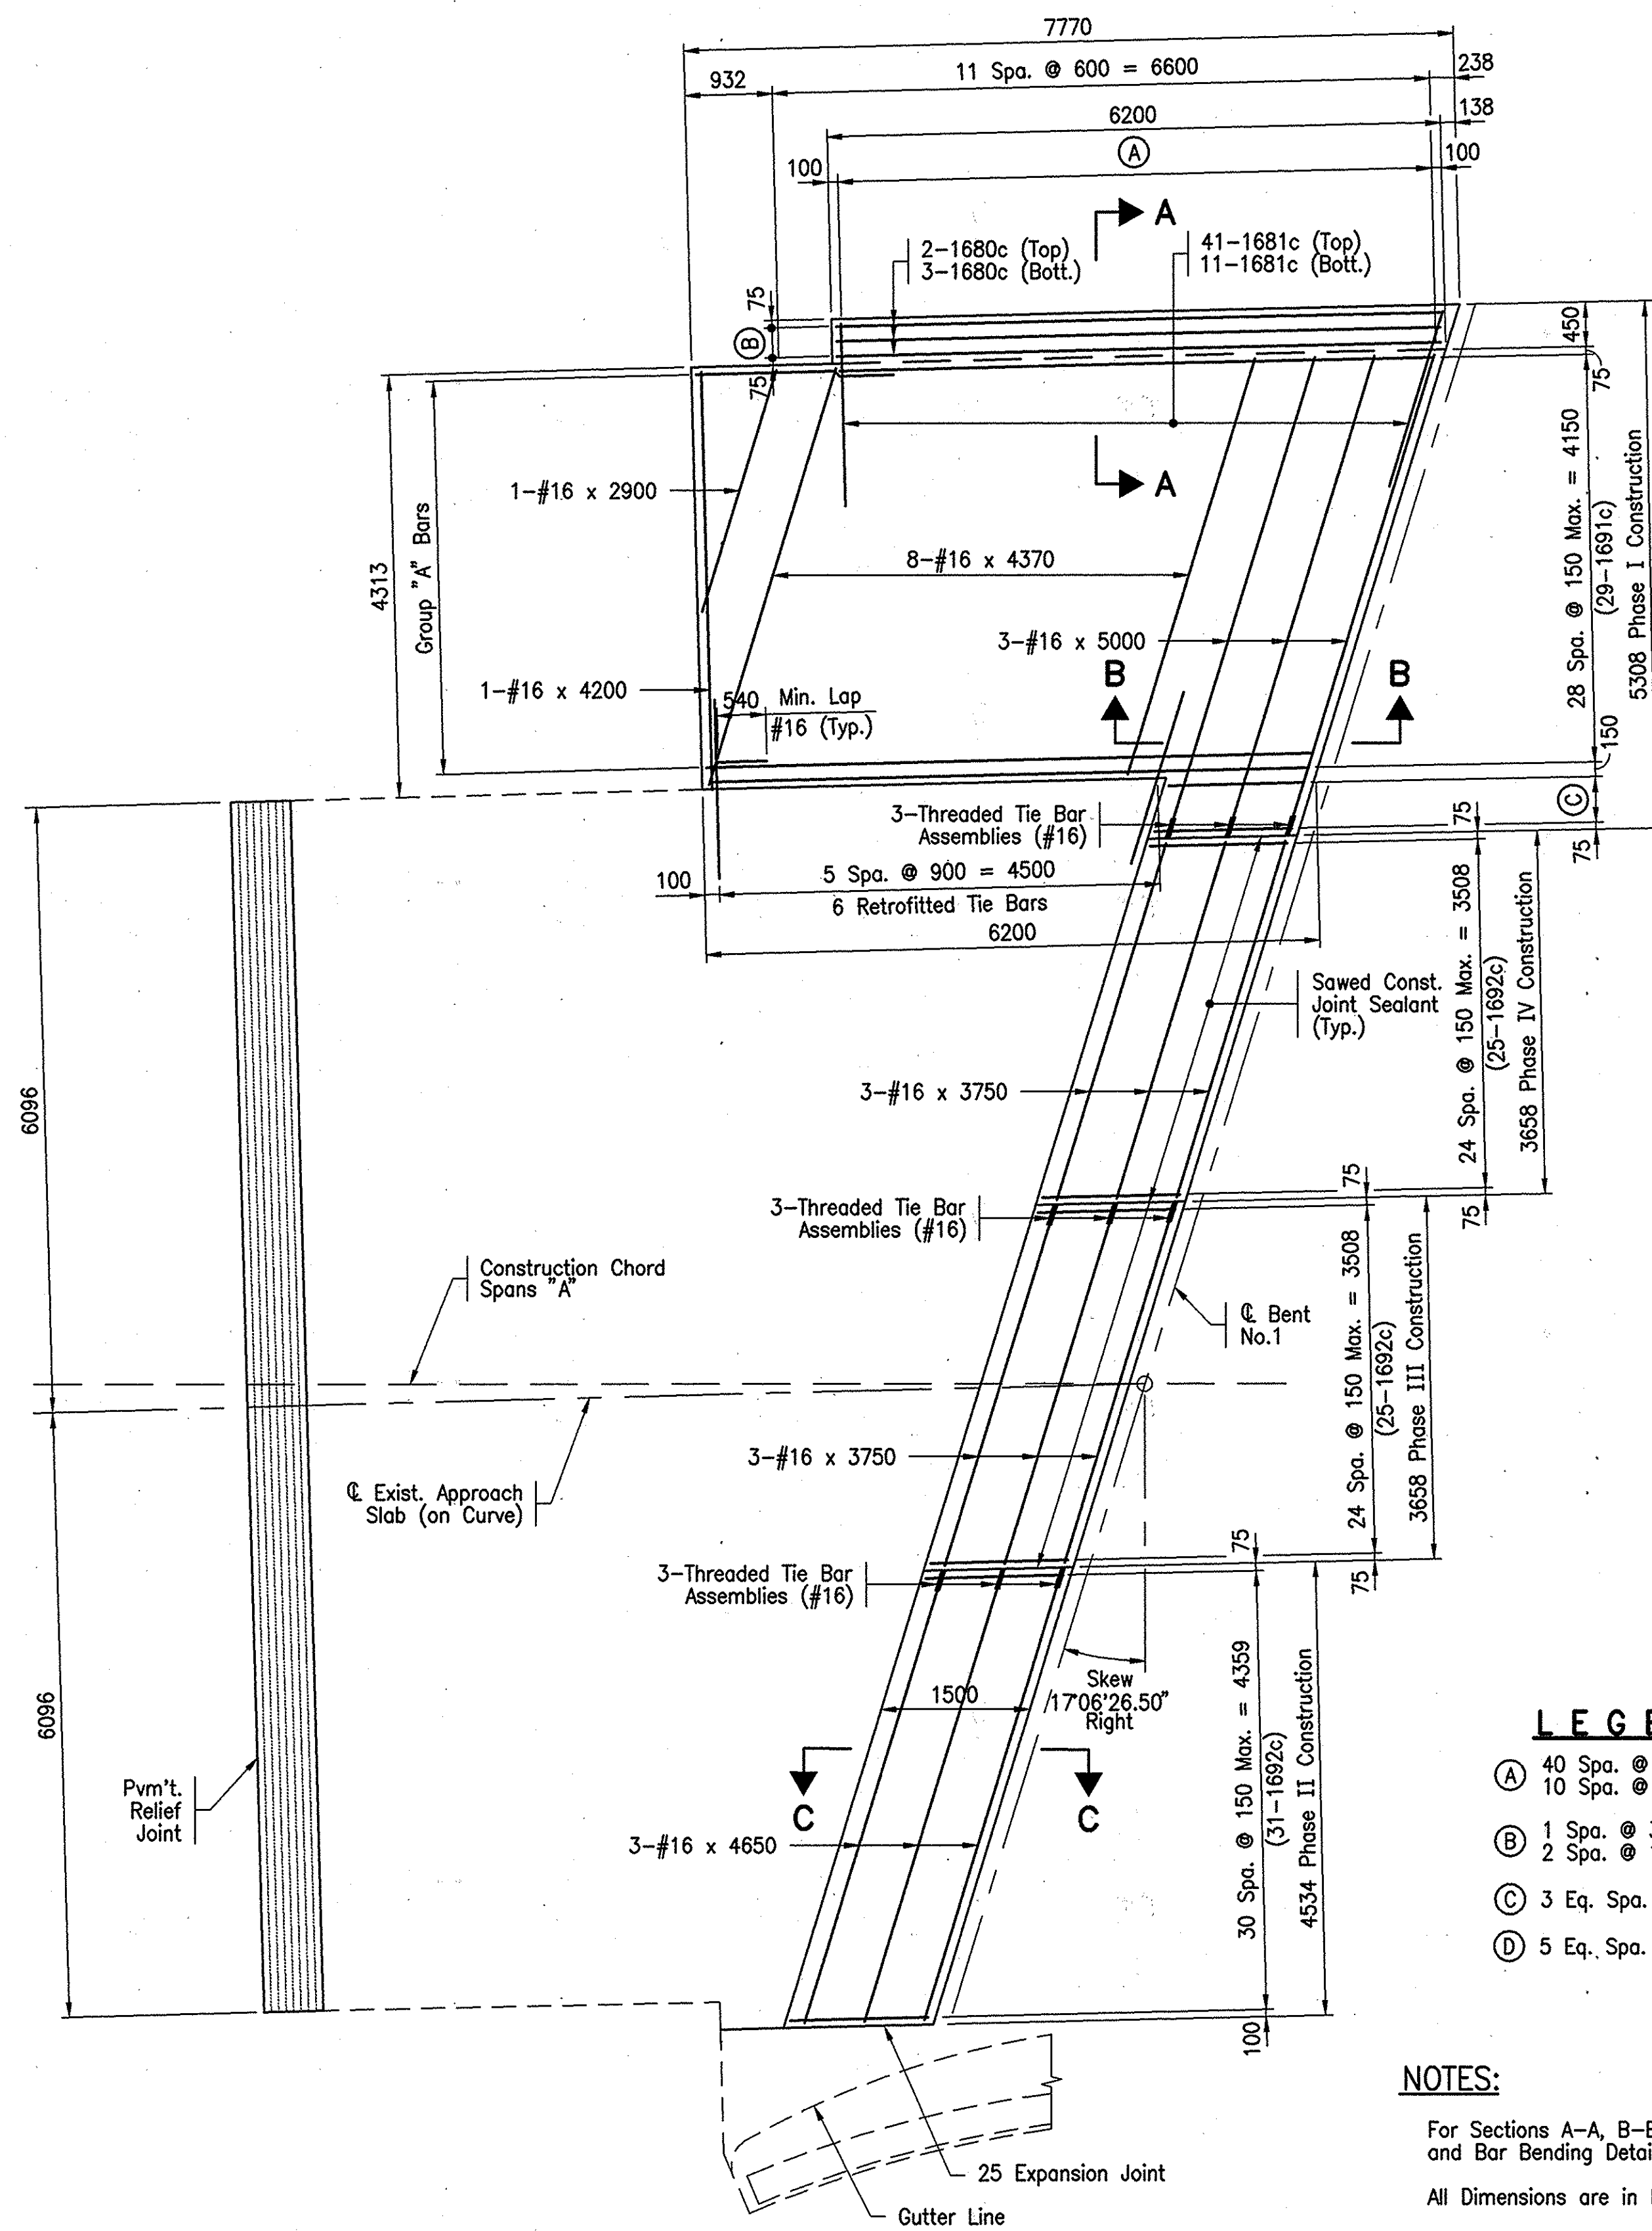 7770
11 Spa. @ 600 = 6600
238
932
6200
138
A
100
100
A
2-1680c (Top)
3-1680c (Bott.)
41-1681c (Top)
11-1681c (Bott.)
75
B
75
450
75
A
1-#16 x 2900
Group "A" Bars
4313
8-#16 x 4370
28 Spa. @ 150 Max. = 4150
(29-1691c)
5308 Phase I Construction
3-#16 x 5000
1-#16 x 4200
540 Min. Lap
#16 (Typ.)
B
B
150
C
75
75
3-Threaded Tie Bar
Assemblies (#16)
100
5 Spa. @ 900 = 4500
6 Retrofitted Tie Bars
6200
Sawed Const.
Joint Sealant
(Typ.)
24 Spa. @ 150 Max. = 3508
(25-1692c)
3658 Phase IV Construction
6096
3-#16 x 3750
3-Threaded Tie Bar
Assemblies (#16)
75
75
Construction Chord
Spans "A"
℄ Bent
No.1
24 Spa. @ 150 Max. = 3508
(25-1692c)
3658 Phase III Construction
3-#16 x 3750
℄ Exist. Approach
Slab (on Curve)
3-Threaded Tie Bar
Assemblies (#16)
75
75
6096
1500
Skew
17°06'26.50"
Right
30 Spa. @ 150 Max. = 4359
(31-1692c)
4534 Phase II Construction
Pvm't.
Relief
Joint
C
C
3-#16 x 4650
100
25 Expansion Joint
Gutter Line
L E G E
A 40 Spa. @
10 Spa. @
B 1 Spa. @
2 Spa. @
C 3 Eq. Spa.
D 5 Eq. Spa.
NOTES:
For Sections A-A, B-B
and Bar Bending Detai
All Dimensions are in